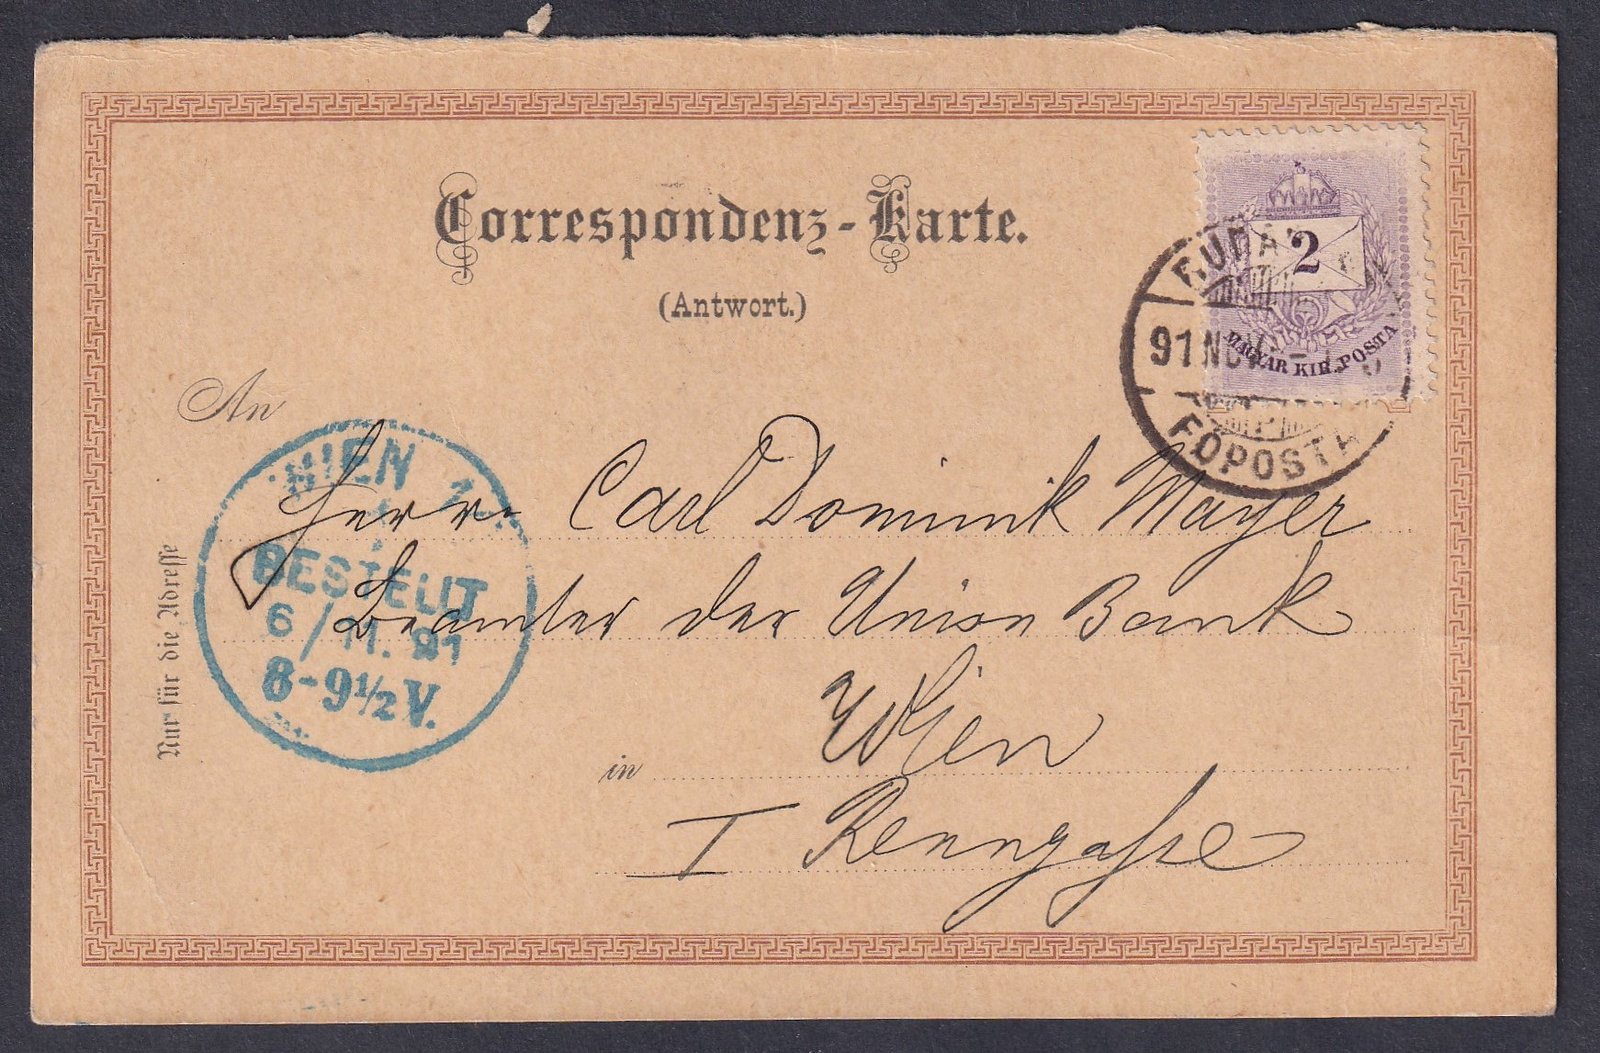 Correspondenz-Karte.
(Antwort.)
2
MAGYAR KIR. POSTA
91 NOV
FŐPOSTA
An
Herrn Carl Dominik Mayer
Beamter der Union Bank
in Wien
I Renngasse
Nur für die Adresse
WIEN
BESTELLT
6/11.91
8-9½V.